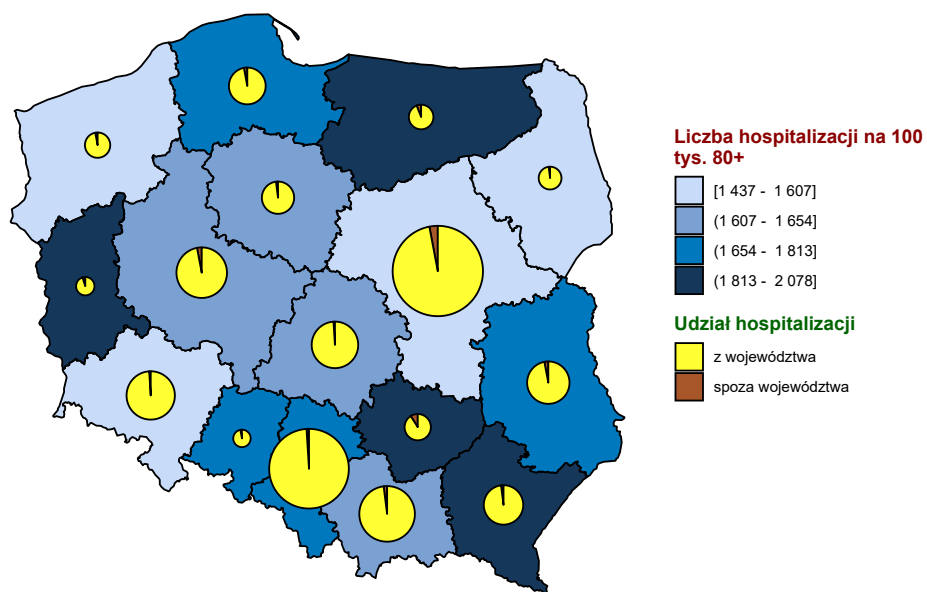 Liczba hospitalizacji na 100
tys. 80+
[1 437 - 1 607]
(1 607 - 1 654]
(1 654 - 1 813]
(1 813 - 2 078]
Udział hospitalizacji
z województwa
spoza województwa